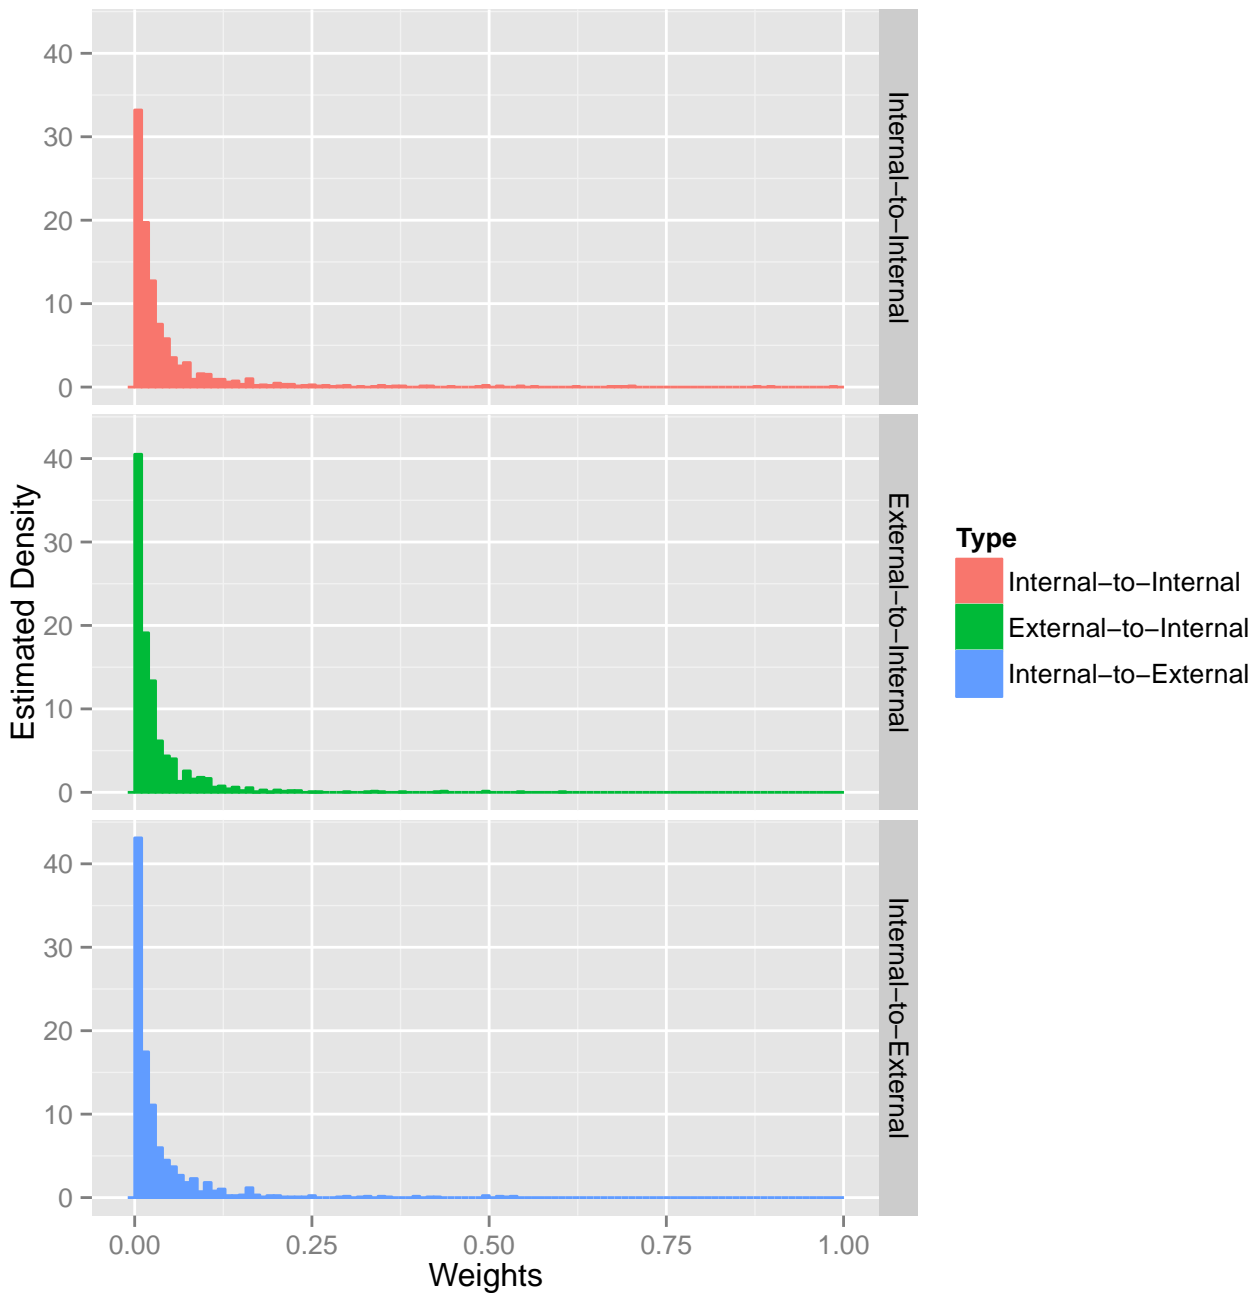 40
30
20
10
0
Internal−to−Internal
40
30
20
10
0
External−to−Internal
40
30
20
10
0
Internal−to−External
0.00 0.25 0.50 0.75 1.00
Weights
Estimated Density
Type
Internal−to−Internal
External−to−Internal
Internal−to−External